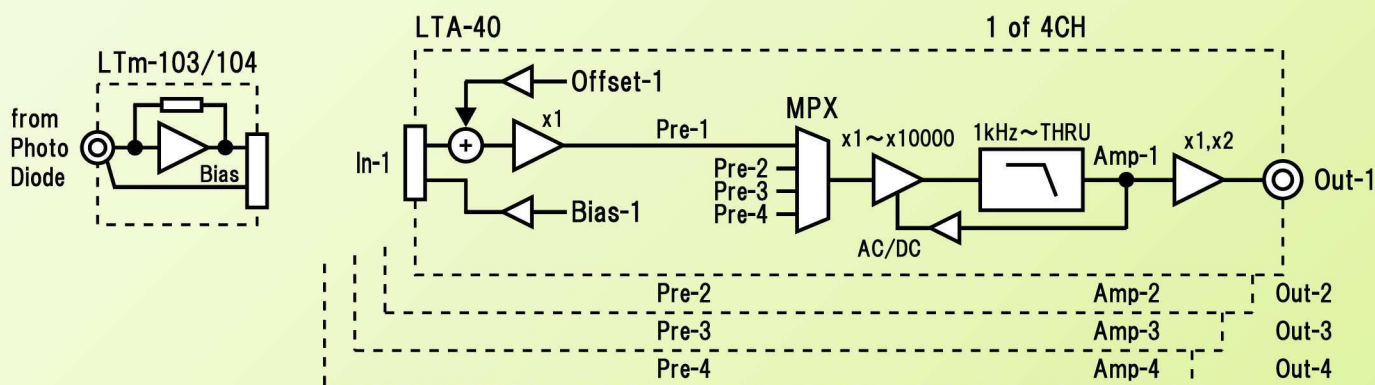 LTA-40
1 of 4CH
LTm-103/104
from
Photo
Diode
Bias
Offset-1
x1
In-1
Bias-1
Pre-1
MPX
Pre-2
Pre-3
Pre-4
x1～x10000
AC/DC
1kHz～THRU
Amp-1
x1,x2
Out-1
Pre-2
Amp-2
Out-2
Pre-3
Amp-3
Out-3
Pre-4
Amp-4
Out-4